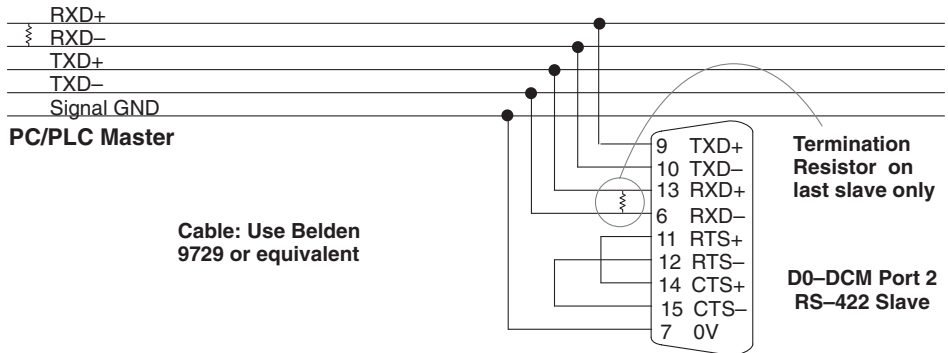 RXD+
RXD–
TXD+
TXD–
Signal GND
PC/PLC Master
Cable: Use Belden
9729 or equivalent
9 TXD+
10 TXD–
13 RXD+
6 RXD–
11 RTS+
12 RTS–
14 CTS+
15 CTS–
7 0V
Termination
Resistor on
last slave only
D0–DCM Port 2
RS–422 Slave